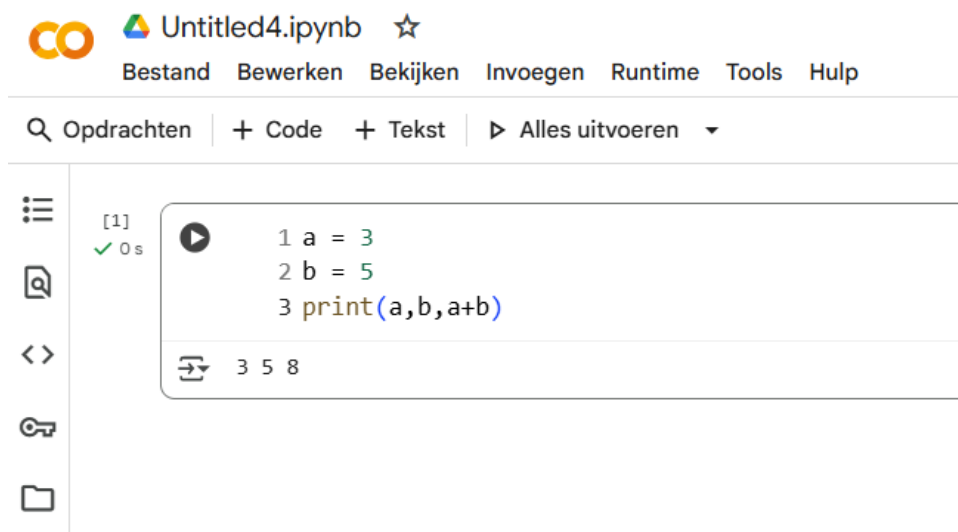 CO Untitled4.ipynb
Bestand Bewerken Bekijken Invoegen Runtime Tools Hulp
Opdrachten + Code + Tekst Alles uitvoeren
[1]
0 s
1 a = 3
2 b = 5
3 print(a,b,a+b)
3 5 8